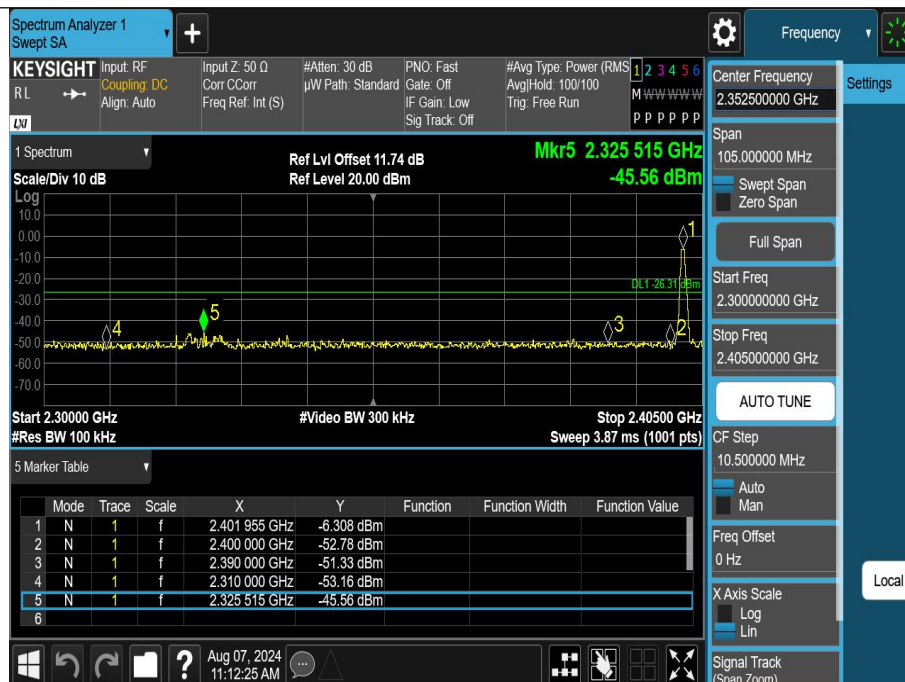 Spectrum Analyzer 1
Swept SA
+
Frequency
KEYSIGHT
RL
LXI
Input: RF
Coupling: DC
Align: Auto
Input Z: 50 Ω
Corr CCorr
Freq Ref: Int (S)
#Atten: 30 dB
µW Path: Standard
PNO: Fast
Gate: Off
IF Gain: Low
Sig Track: Off
#Avg Type: Power (RMS
Avg|Hold: 100/100
Trig: Free Run
1 2 3 4 5 6
M W W W W W
P P P P P P
1 Spectrum
Scale/Div 10 dB
Ref Lvl Offset 11.74 dB
Ref Level 20.00 dBm
Mkr5 2.325 515 GHz
-45.56 dBm
Log
10.0
0.00
-10.0
-20.0
-30.0
-40.0
-50.0
-60.0
-70.0
1
DL1 -26.31 dBm
5
4
3
2
Start 2.30000 GHz
#Video BW 300 kHz
Stop 2.40500 GHz
#Res BW 100 kHz
Sweep 3.87 ms (1001 pts)
5 Marker Table
Mode Trace Scale X Y Function Function Width Function Value
1 N 1 f 2.401 955 GHz -6.308 dBm
2 N 1 f 2.400 000 GHz -52.78 dBm
3 N 1 f 2.390 000 GHz -51.33 dBm
4 N 1 f 2.310 000 GHz -53.16 dBm
5 N 1 f 2.325 515 GHz -45.56 dBm
6
?
Aug 07, 2024
11:12:25 AM
Center Frequency
2.352500000 GHz
Settings
Span
105.000000 MHz
Swept Span
Zero Span
Full Span
Start Freq
2.300000000 GHz
Stop Freq
2.405000000 GHz
AUTO TUNE
CF Step
10.500000 MHz
Auto
Man
Freq Offset
0 Hz
Local
X Axis Scale
Log
Lin
Signal Track
(Span Zoom)